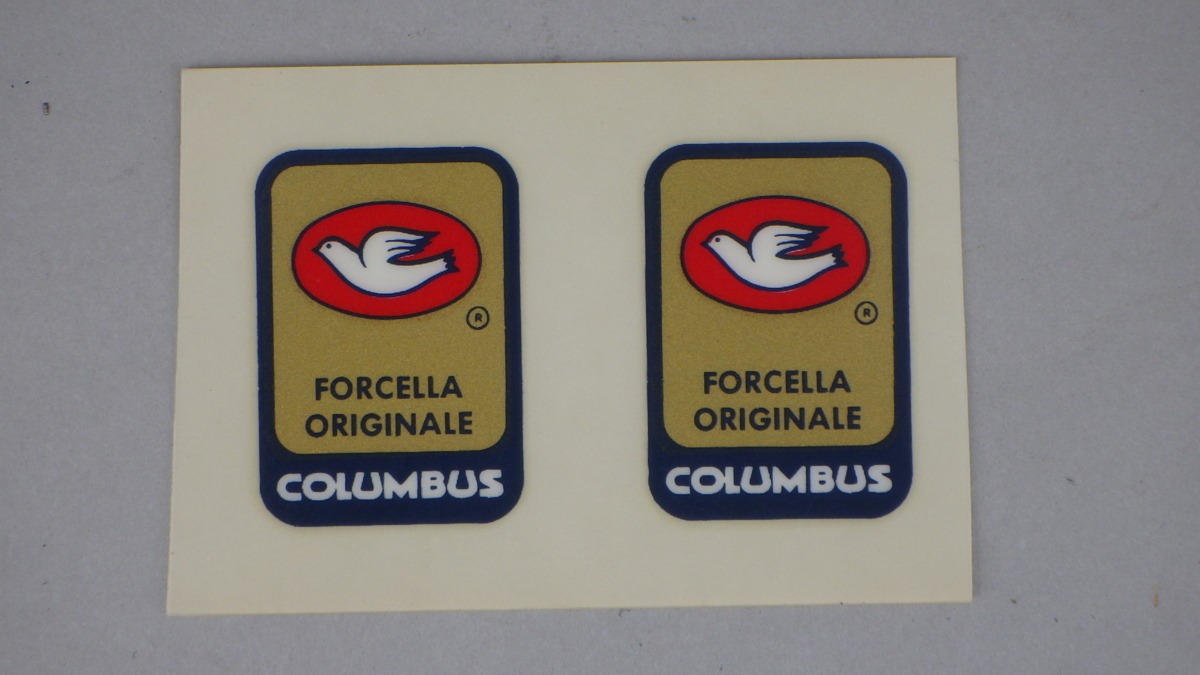 ®
FORCELLA
ORIGINALE
COLUMBUS
®
FORCELLA
ORIGINALE
COLUMBUS